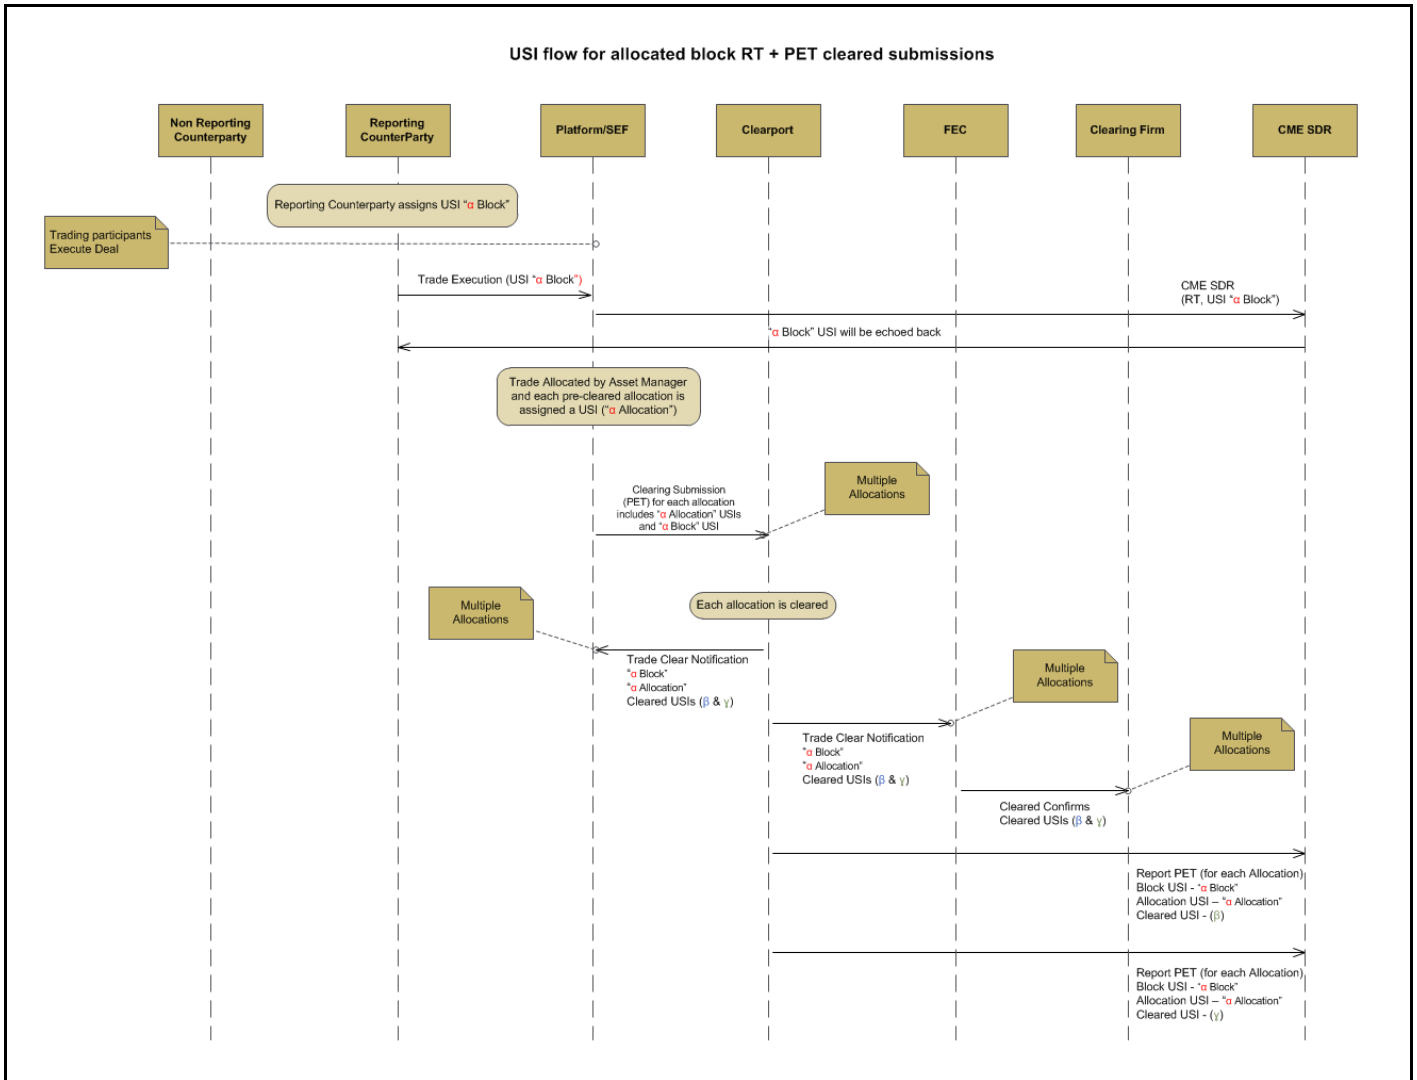 USI flow for allocated block RT + PET cleared submissions
Non Reporting
Counterparty
Reporting
CounterParty
Platform/SEF
Clearport
FEC
Clearing Firm
CME SDR
Reporting Counterparty assigns USI “α Block”
Trading participants
Execute Deal
Trade Execution (USI “α Block”)
CME SDR
(RT, USI “α Block”)
“α Block” USI will be echoed back
Trade Allocated by Asset Manager
and each pre-cleared allocation is
assigned a USI (“α Allocation”)
Multiple
Allocations
Clearing Submission
(PET) for each allocation
includes “α Allocation” USIs
and “α Block” USI
Multiple
Allocations
Each allocation is cleared
Trade Clear Notification
“α Block”
“α Allocation”
Cleared USIs (β & γ)
Multiple
Allocations
Trade Clear Notification
“α Block”
“α Allocation”
Cleared USIs (β & γ)
Multiple
Allocations
Cleared Confirms
Cleared USIs (β & γ)
Report PET (for each Allocation)
Block USI - “α Block”
Allocation USI – “α Allocation”
Cleared USI - (β)
Report PET (for each Allocation)
Block USI - “α Block”
Allocation USI – “α Allocation”
Cleared USI - (γ)